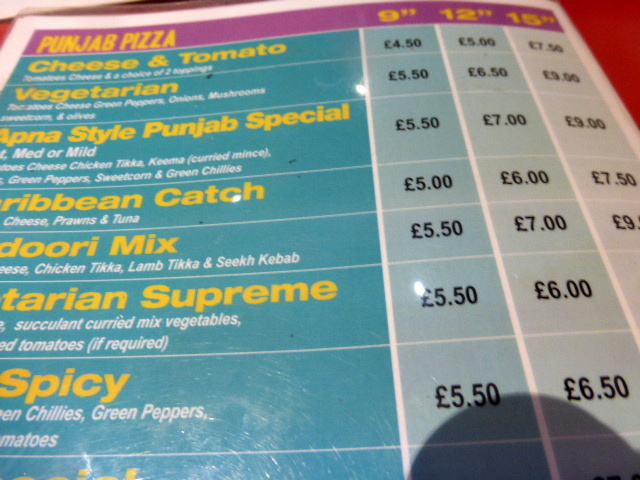 PUNJAB PIZZA 9" 12" 15"
Cheese & Tomato £4.50 £5.00 £7.50
Tomatoes Cheese & a choice of 2 toppings
Vegetarian £5.50 £6.50 £9.00
Tomatoes Cheese Green Peppers, Onions, Mushrooms
sweetcorn, & olives
Apna Style Punjab Special £5.50 £7.00 £9.00
t, Med or Mild
atoes Cheese Chicken Tikka, Keema (curried mince),
s, Green Peppers, Sweetcorn & Green Chillies
ribbean Catch £5.00 £6.00 £7.50
Cheese, Prawns & Tuna
doori Mix £5.50 £7.00 £9.
eese, Chicken Tikka, Lamb Tikka & Seekh Kebab
tarian Supreme £5.50 £6.00
e, succulant curried mix vegetables,
ed tomatoes (if required)
Spicy £5.50 £6.50
een Chillies, Green Peppers,
omatoes